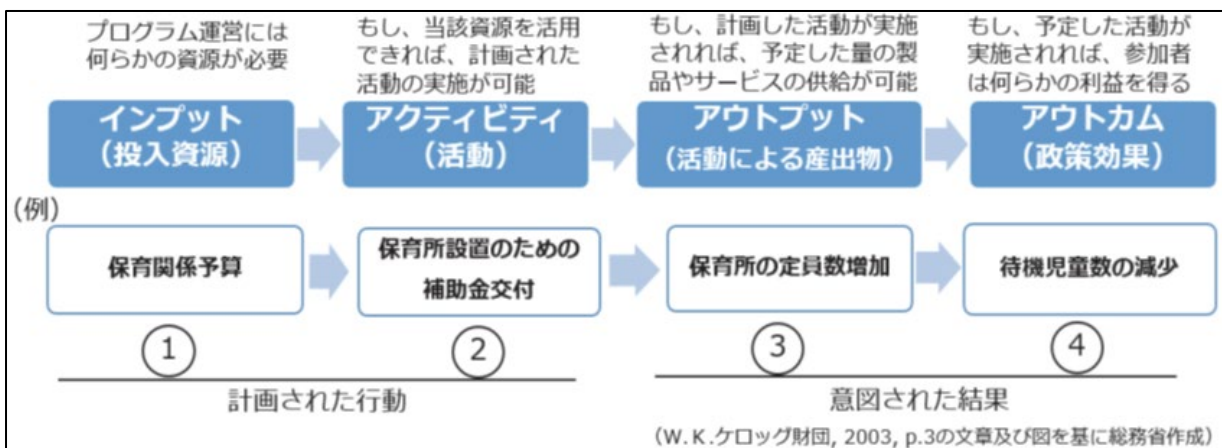 プログラム運営には
何らかの資源が必要
もし、当該資源を活用
できれば、計画された
活動の実施が可能
もし、計画した活動が実施
されれば、予定した量の製
品やサービスの供給が可能
もし、予定した活動が
実施されれば、参加者
は何らかの利益を得る
インプット
（投入資源）
アクティビティ
（活動）
アウトプット
（活動による産出物）
アウトカム
（政策効果）
（例）
保育関係予算
保育所設置のための
補助金交付
保育所の定員数増加
待機児童数の減少
1
2
3
4
計画された行動
意図された結果
（W.K.ケロッグ財団, 2003, p.3の文章及び図を基に総務省作成）